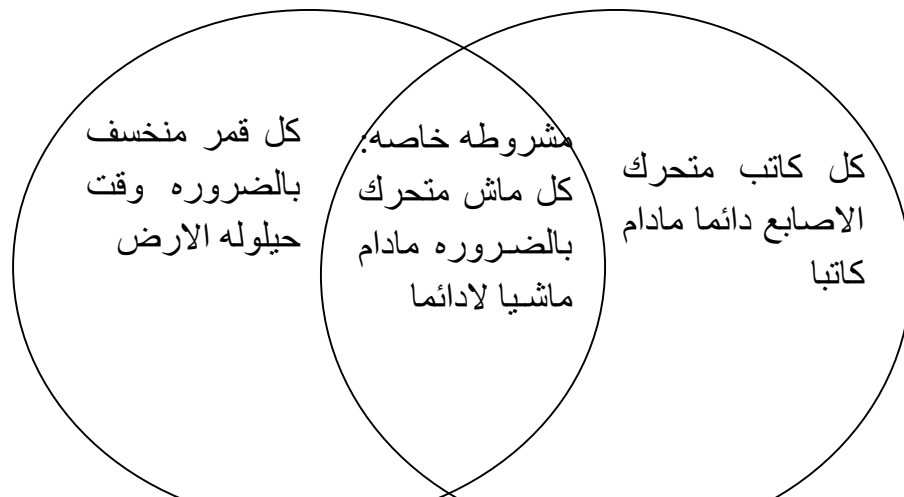 كل كاتب متحرك
الاصابع دائما مادام
كاتبا
مشروطه خاصه:
كل ماش متحرك
بالضروره مادام
ماشيا لادائما
كل قمر منخسف
بالضروره وقت
حيلوله الارض